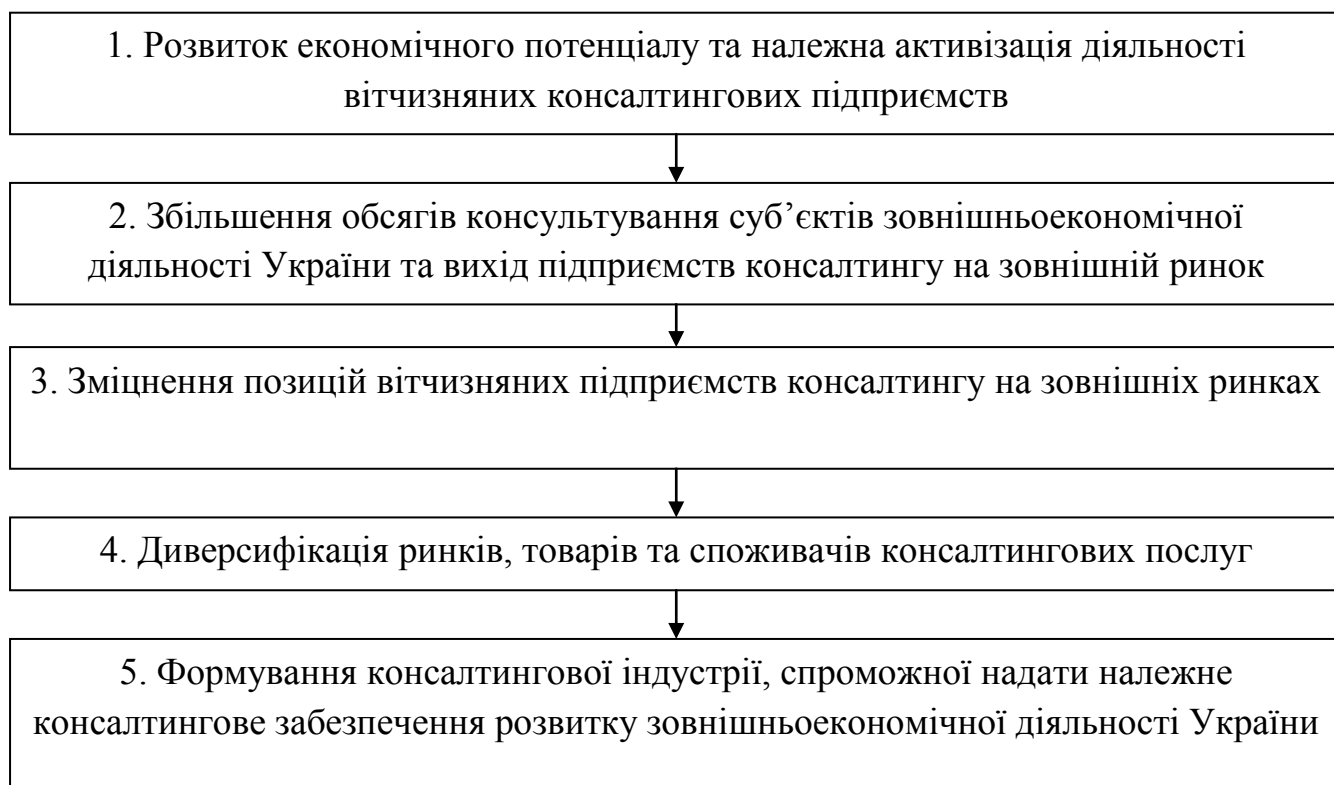 1. Розвиток економічного потенціалу та належна активізація діяльності
вітчизняних консалтингових підприємств
2. Збільшення обсягів консультування суб’єктів зовнішньоекономічної
діяльності України та вихід підприємств консалтингу на зовнішній ринок
3. Зміцнення позицій вітчизняних підприємств консалтингу на зовнішніх ринках
4. Диверсифікація ринків, товарів та споживачів консалтингових послуг
5. Формування консалтингової індустрії, спроможної надати належне
консалтингове забезпечення розвитку зовнішньоекономічної діяльності України